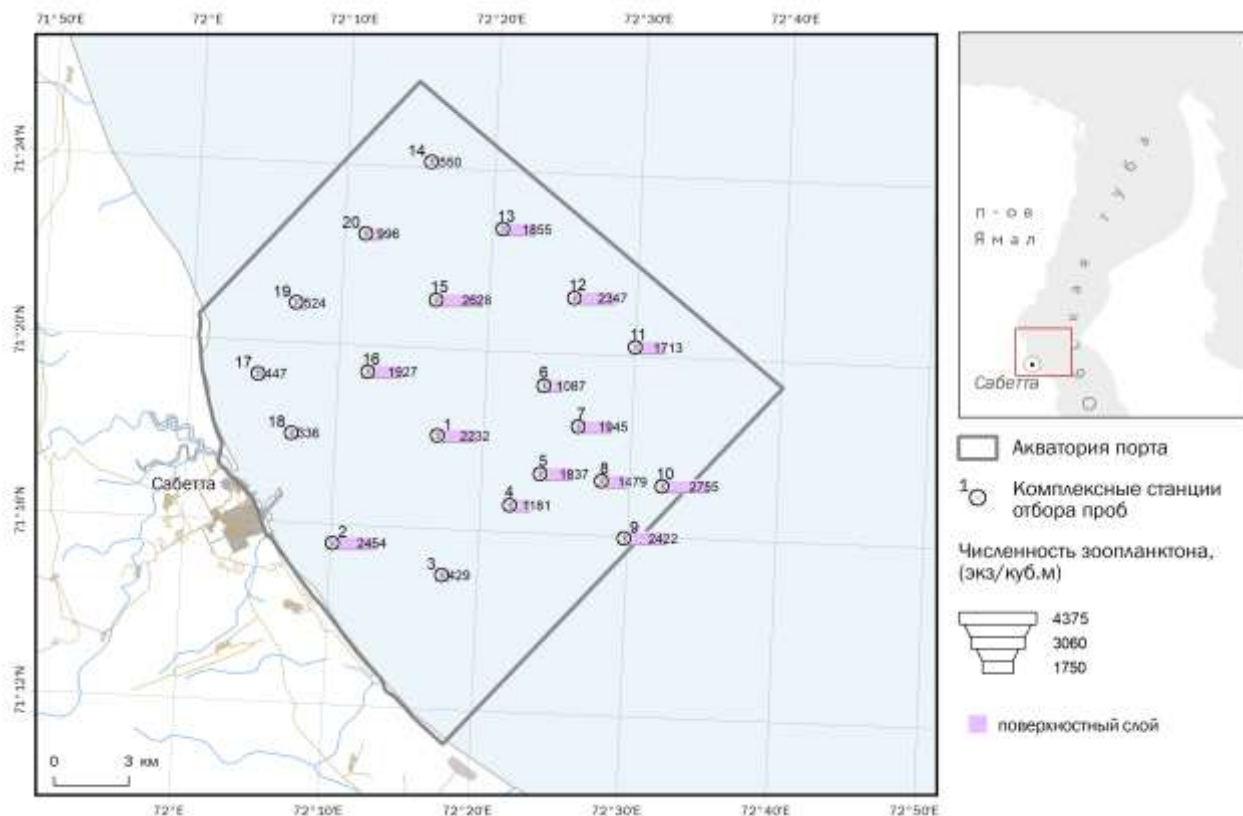 71°50'E
72°0'E
72°10'E
72°20'E
72°30'E
72°40'E
71°24'N
71°20'N
71°16'N
71°12'N
14 550
20 996
13 1855
19 524
15 2628
12 2347
11 1713
17 447
16 1927
6 1087
18 336
1 2232
7 1945
5 1837
8 1479
10 2755
4 1181
Сабетта
2 2454
9 2422
3 429
0 3 км
72°E
72°10'E
72°20'E
72°30'E
72°40'E
72°50'E
п-ов
Ямал
Обская губа
Сабетта
Акватория порта
1 Комплексные станции
отбора проб
Численность зоопланктона,
(экз/куб.м)
4375
3060
1750
поверхностный слой